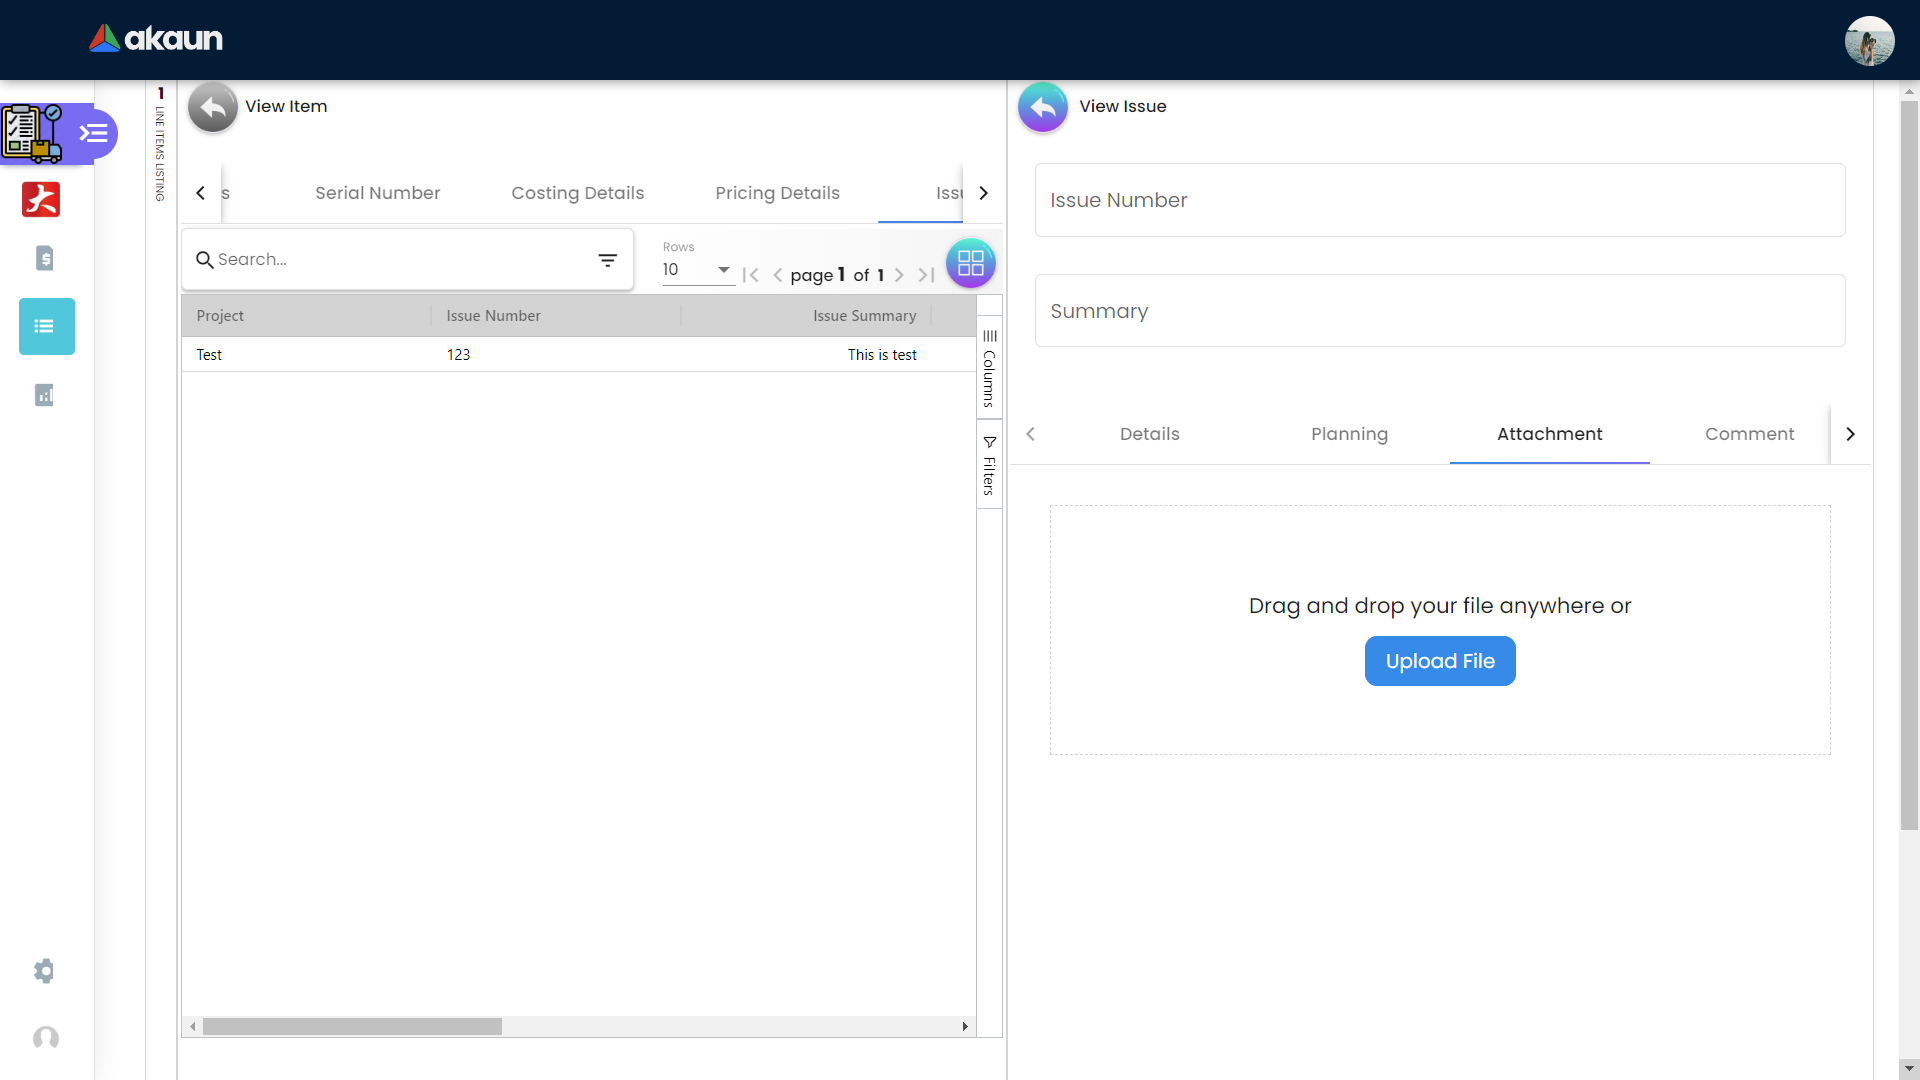 akaun
1
LINE ITEMS LISTING
View Item
s
Serial Number
Costing Details
Pricing Details
Search...
Rows
10
page 1 of 1
Project
Issue Number
Issue Summary
Test
123
This is test
Columns
Filters
View Issue
Issue Number
Summary
Details
Planning
Attachment
Comment
Drag and drop your file anywhere or
Upload File